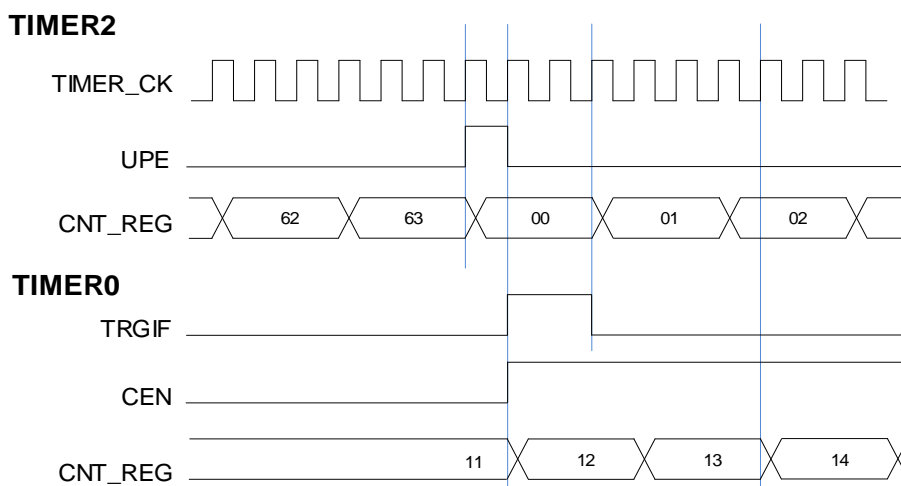 TIMER2
TIMER_CK
UPE
CNT_REG 62 63 00 01 02
TIMER0
TRGIF
CEN
CNT_REG 11 12 13 14